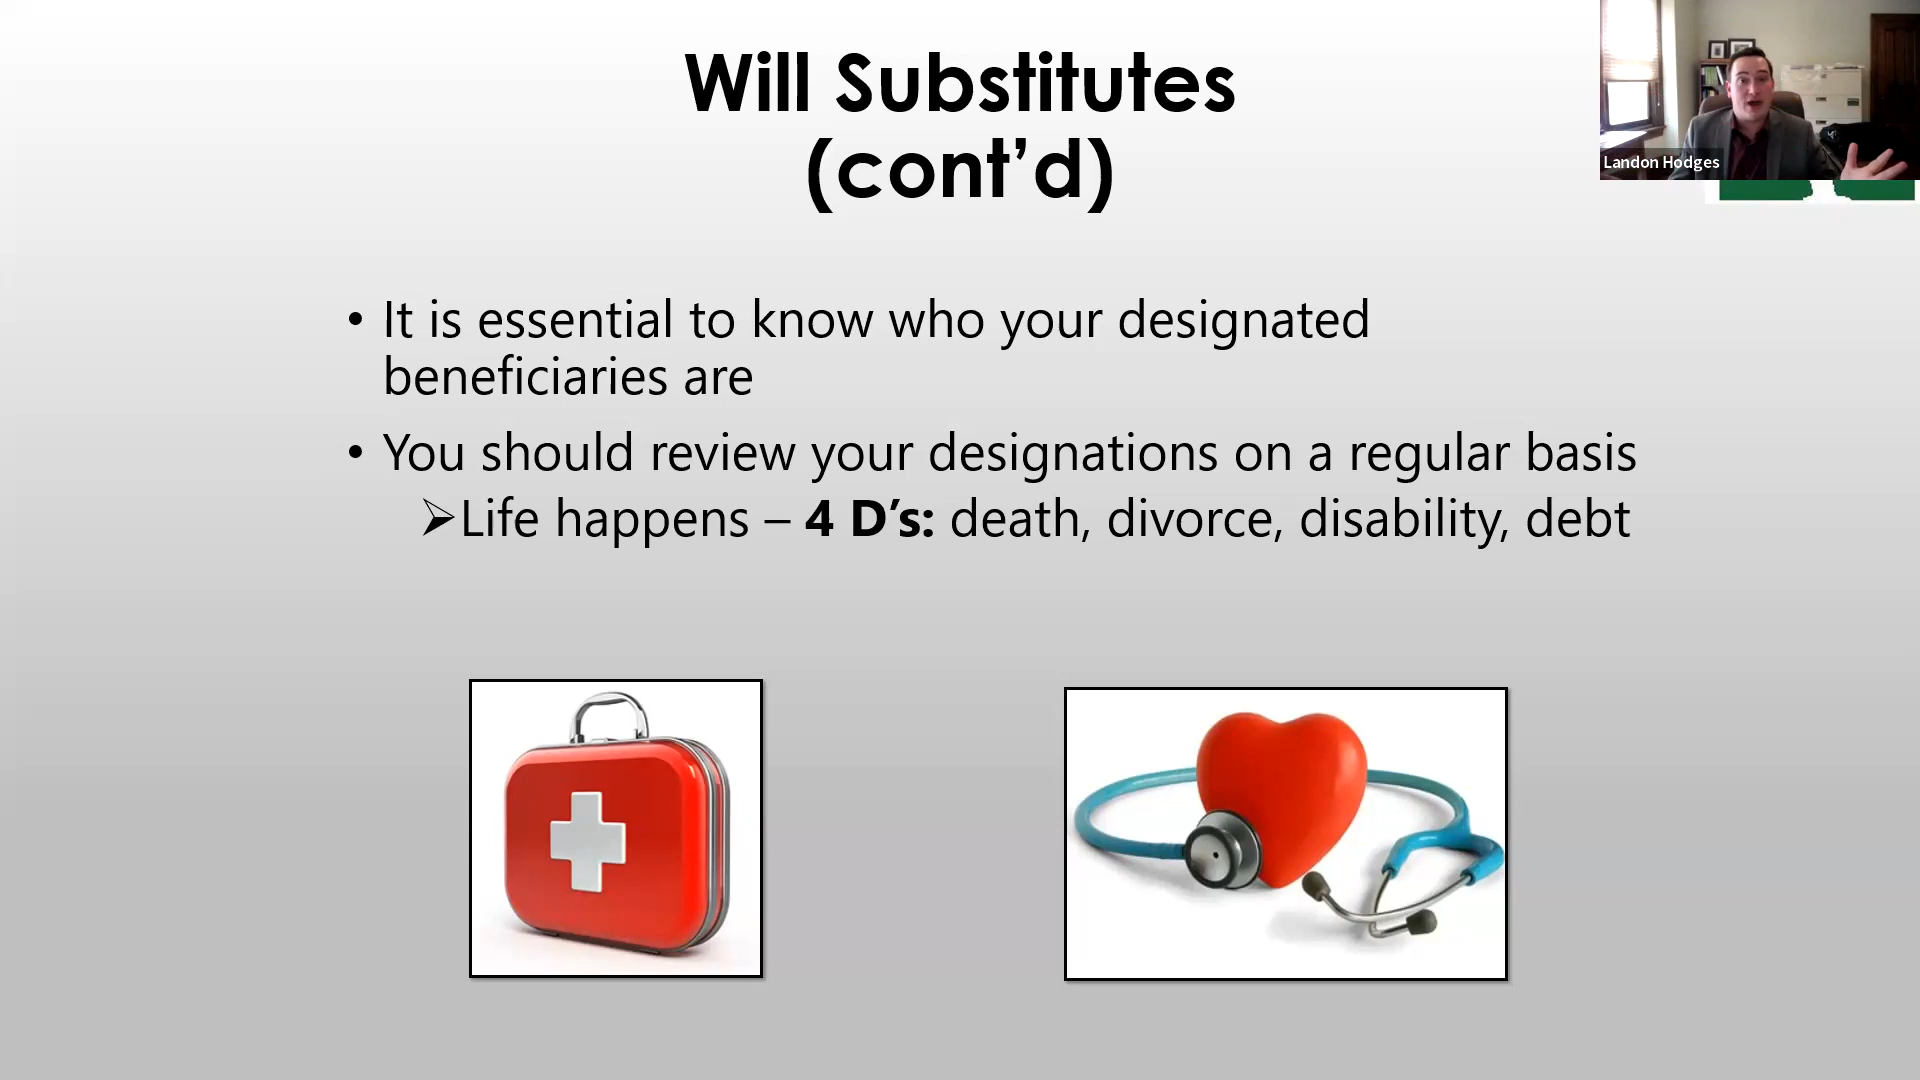 Will Substitutes
(cont’d)
Landon Hodges
• It is essential to know who your designated
beneficiaries are
• You should review your designations on a regular basis
➢Life happens – 4 D’s: death, divorce, disability, debt